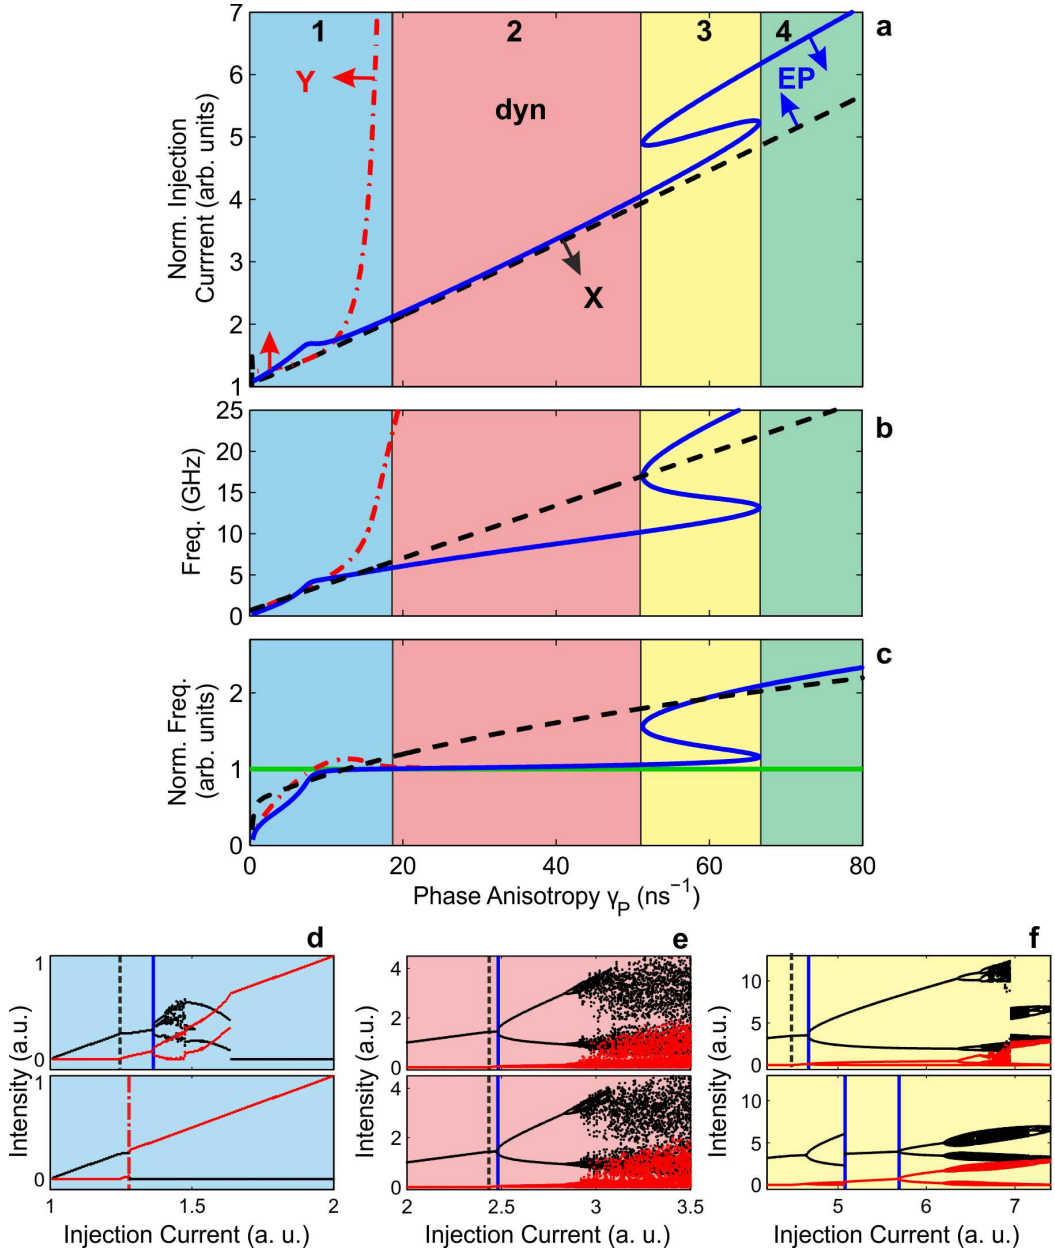 7
6
5
4
3
2
1
Norm. Injection
Currrent (arb. units)
1
2
3
4
a
Y
dyn
EP
X
25
20
15
10
5
0
Freq. (GHz)
b
2
1
0
Norm. Freq.
(arb. units)
c
0 20 40 60 80
Phase Anisotropy γP (ns−1)
d
1
0
1
0
Intensity (a.u.)
1 1.5 2
Injection Current (a. u.)
e
4
2
0
4
2
0
Intensity (a.u.)
2 2.5 3 3.5
Injection Current (a. u.)
f
10
5
0
10
5
0
Intensity (a.u.)
5 6 7
Injection Current (a. u.)